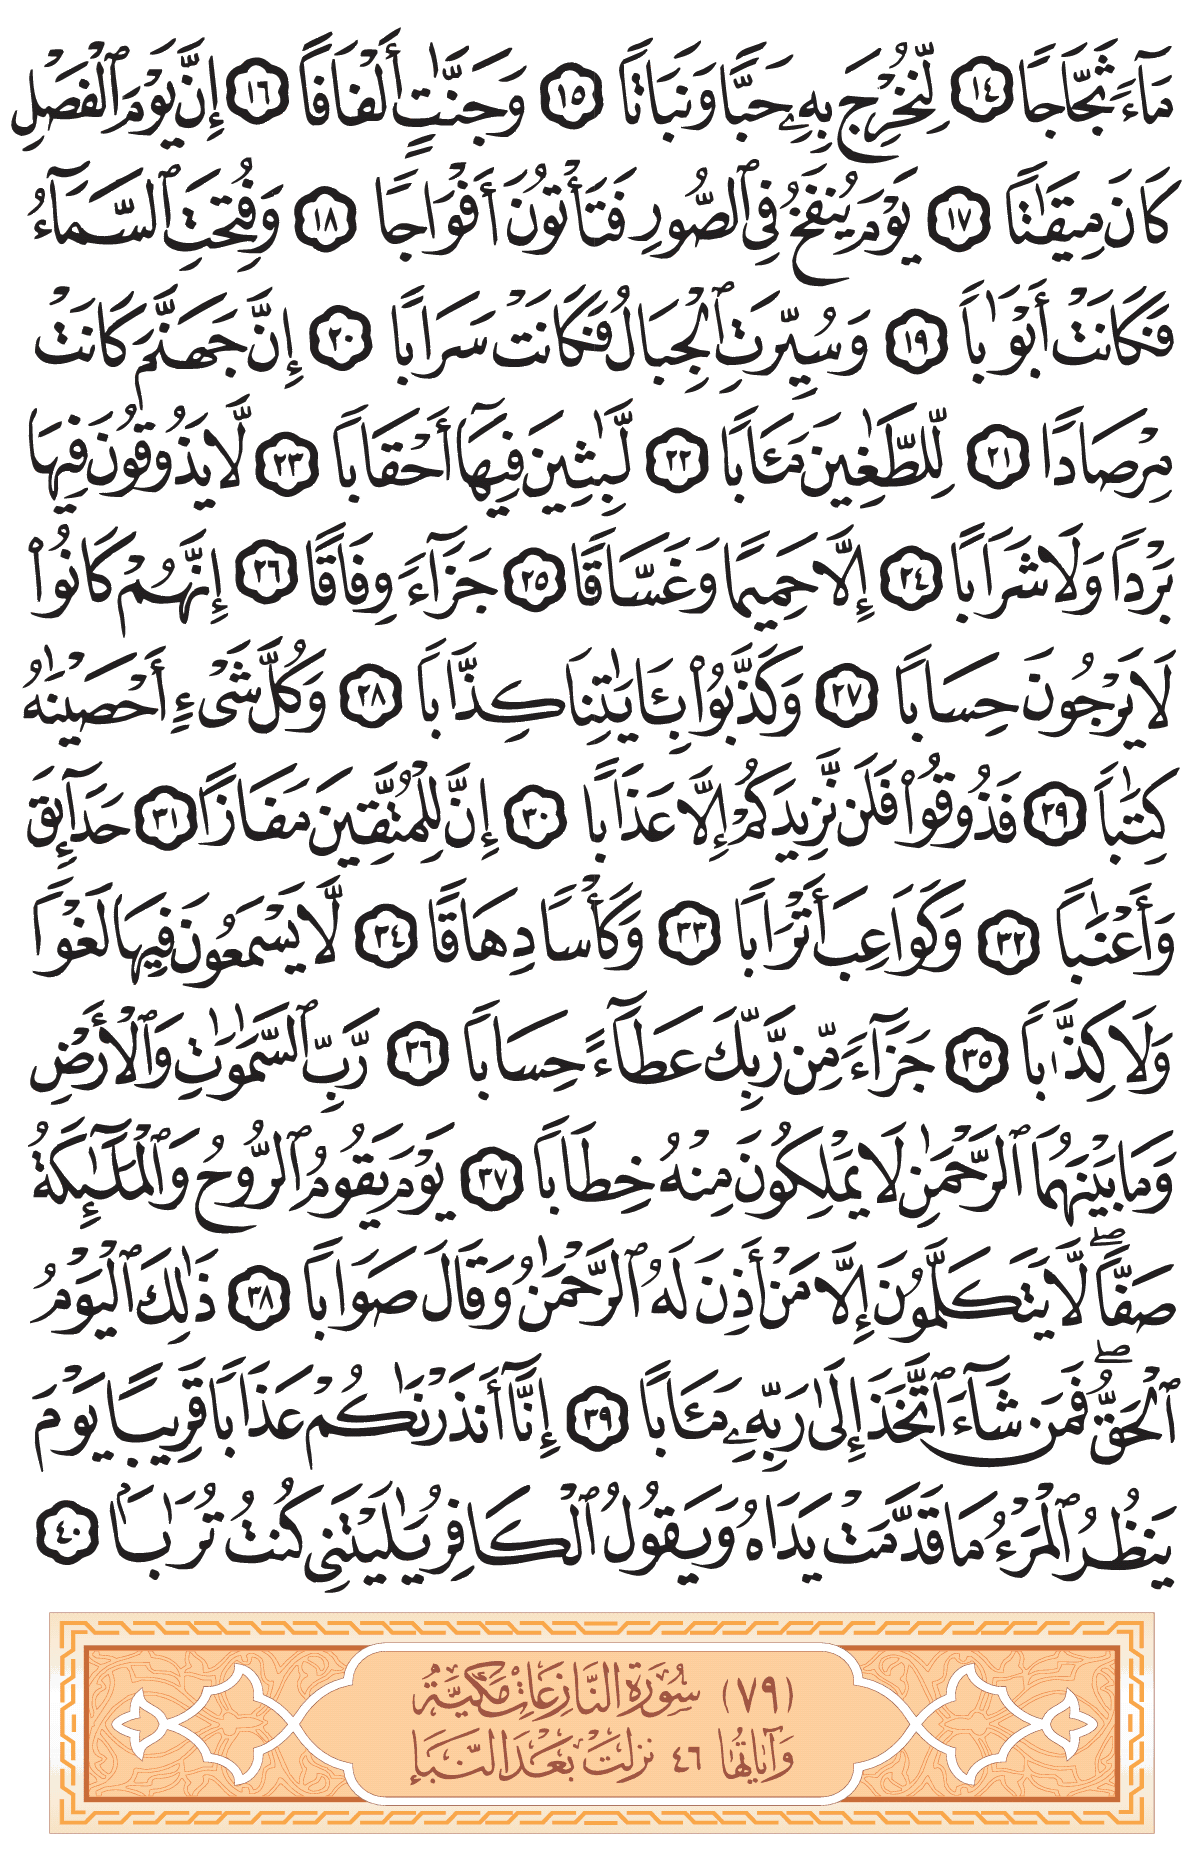 مَآءً ثَجَّاجًا ١٤ لِّنُخْرِجَ بِهِۦ حَبًّا وَنَبَاتًا ١٥ وَجَنَّٰتٍ أَلْفَافًا ١٦ إِنَّ يَوْمَ ٱلْفَصْلِ
كَانَ مِيقَٰتًا ١٧ يَوْمَ يُنفَخُ فِى ٱلصُّورِ فَتَأْتُونَ أَفْوَاجًا ١٨ وَفُتِحَتِ ٱلسَّمَآءُ
فَكَانَتْ أَبْوَٰبًا ١٩ وَسُيِّرَتِ ٱلْجِبَالُ فَكَانَتْ سَرَابًا ٢٠ إِنَّ جَهَنَّمَ كَانَتْ
مِرْصَادًا ٢١ لِّلطَّٰغِينَ مَـَٔابًا ٢٢ لَّٰبِثِينَ فِيهَآ أَحْقَابًا ٢٣ لَّا يَذُوقُونَ فِيهَا
بَرْدًا وَلَا شَرَابًا ٢٤ إِلَّا حَمِيمًا وَغَسَّاقًا ٢٥ جَزَآءً وِفَاقًا ٢٦ إِنَّهُمْ كَانُوا۟
لَا يَرْجُونَ حِسَابًا ٢٧ وَكَذَّبُوا۟ بِـَٔايَٰتِنَا كِذَّابًا ٢٨ وَكُلَّ شَىْءٍ أَحْصَيْنَٰهُ
كِتَٰبًا ٢٩ فَذُوقُوا۟ فَلَن نَّزِيدَكُمْ إِلَّا عَذَابًا ٣٠ إِنَّ لِلْمُتَّقِينَ مَفَازًا ٣١ حَدَآئِقَ
وَأَعْنَٰبًا ٣٢ وَكَوَاعِبَ أَتْرَابًا ٣٣ وَكَأْسًا دِهَاقًا ٣٤ لَّا يَسْمَعُونَ فِيهَا لَغْوًا
وَلَا كِذَّٰبًا ٣٥ جَزَآءً مِّن رَّبِّكَ عَطَآءً حِسَابًا ٣٦ رَّبِّ ٱلسَّمَٰوَٰتِ وَٱلْأَرْضِ
وَمَا بَيْنَهُمَا ٱلرَّحْمَٰنِ لَا يَمْلِكُونَ مِنْهُ خِطَابًا ٣٧ يَوْمَ يَقُومُ ٱلرُّوحُ وَٱلْمَلَٰٓئِكَةُ
صَفًّاۖ لَّا يَتَكَلَّمُونَ إِلَّا مَنْ أَذِنَ لَهُ ٱلرَّحْمَٰنُ وَقَالَ صَوَابًا ٣٨ ذَٰلِكَ ٱلْيَوْمُ
ٱلْحَقُّۖ فَمَن شَآءَ ٱتَّخَذَ إِلَىٰ رَبِّهِۦ مَـَٔابًا ٣٩ إِنَّآ أَنذَرْنَٰكُمْ عَذَابًا قَرِيبًا يَوْمَ
يَنظُرُ ٱلْمَرْءُ مَا قَدَّمَتْ يَدَاهُ وَيَقُولُ ٱلْكَافِرُ يَٰلَيْتَنِى كُنتُ تُرَٰبَۢا ٤٠
(٧٩) سُورَةِ النَّازِعَاتِ مَكِّيَّةٌ
وَآيَاتُهَا ٤٦ نَزَلَتْ بَعْدَ النَّبَإِ